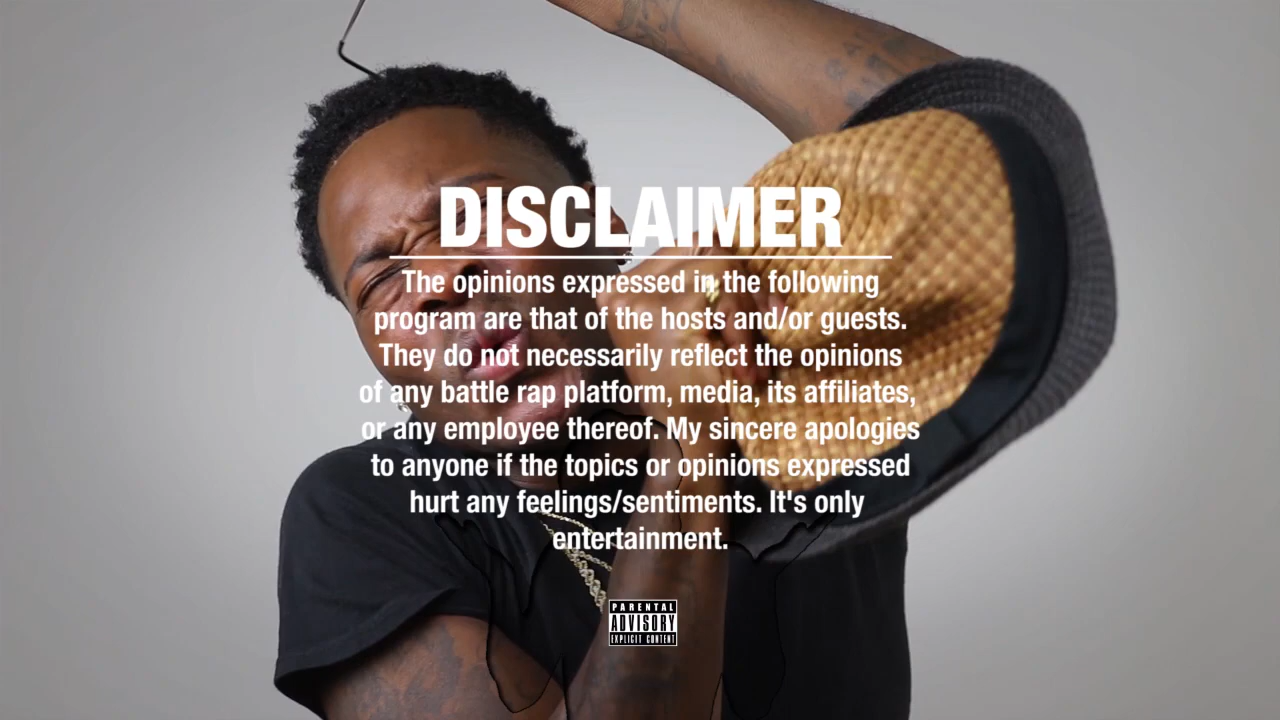 DISCLAIMER
The opinions expressed in the following
program are that of the hosts and/or guests.
They do not necessarily reflect the opinions
of any battle rap platform, media, its affiliates,
or any employee thereof. My sincere apologies
to anyone if the topics or opinions expressed
hurt any feelings/sentiments. It's only
entertainment.
PARENTAL
ADVISORY
EXPLICIT CONTENT